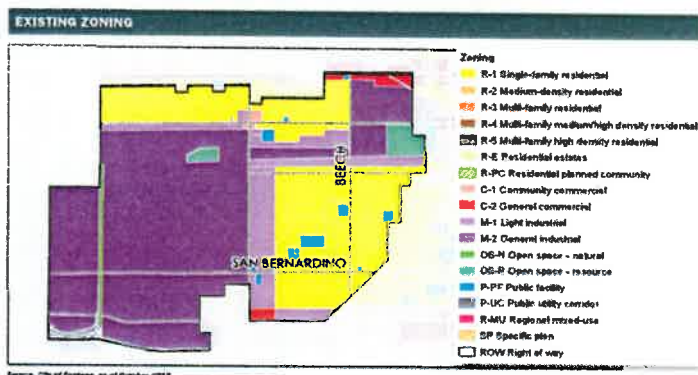 EXISTING ZONING
Zoning
R-1 Single-family residential
R-2 Medium-density residential
R-3 Multi-family residential
R-4 Multi-family medium/high density residential
R-5 Multi-family high density residential
R-E Residential estates
R-PC Residential planned community
C-1 Community commercial
C-2 General commercial
M-1 Light industrial
M-2 General industrial
OS-N Open space - natural
OS-R Open space - resource
P-PF Public facility
P-UC Public utility corridor
R-MU Regional mixed-use
SP Specific plan
ROW Right of way
BEECH
SAN BERNARDINO